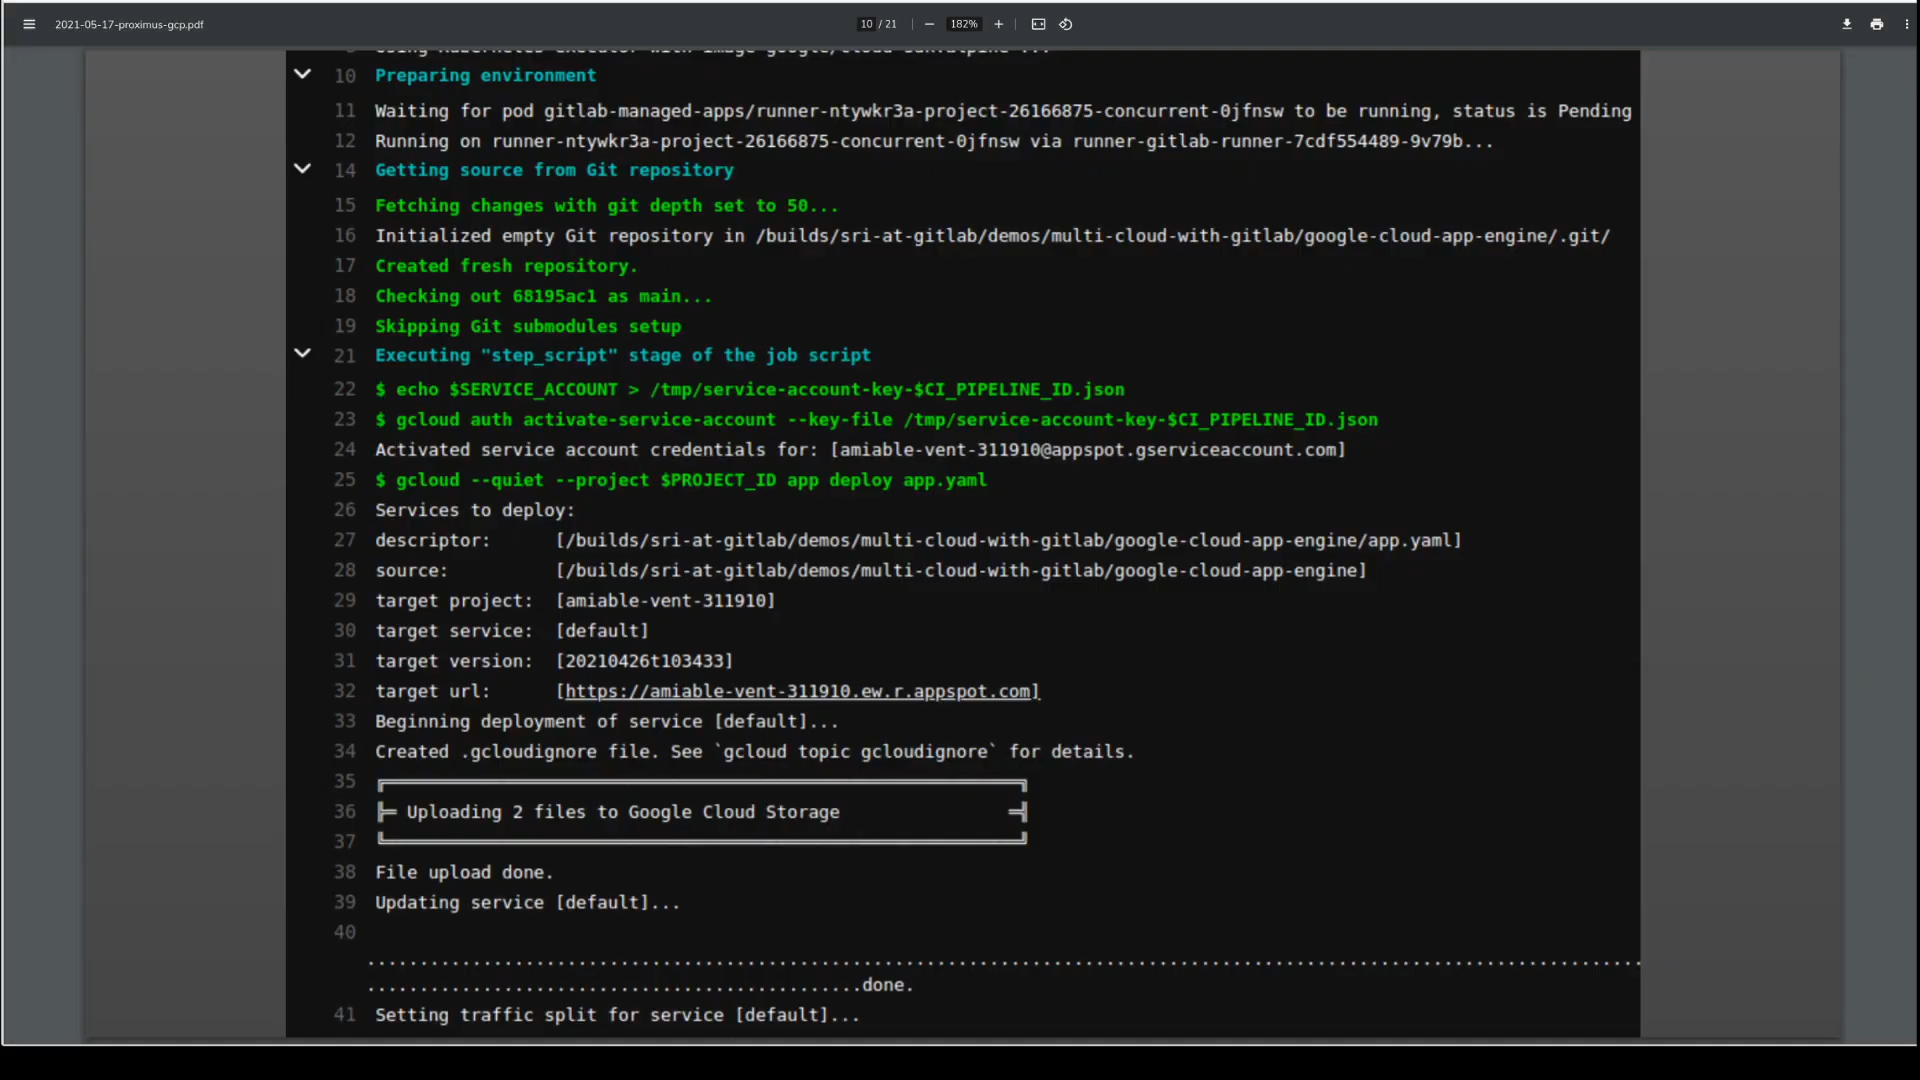 2021-05-17-proximus-gcp.pdf
10 / 21
182%
10 Preparing environment
11 Waiting for pod gitlab-managed-apps/runner-ntywkr3a-project-26166875-concurrent-0jfnsw to be running, status is Pending
12 Running on runner-ntywkr3a-project-26166875-concurrent-0jfnsw via runner-gitlab-runner-7cdf554489-9v79b...
14 Getting source from Git repository
15 Fetching changes with git depth set to 50...
16 Initialized empty Git repository in /builds/sri-at-gitlab/demos/multi-cloud-with-gitlab/google-cloud-app-engine/.git/
17 Created fresh repository.
18 Checking out 68195ac1 as main...
19 Skipping Git submodules setup
21 Executing "step_script" stage of the job script
22 $ echo $SERVICE_ACCOUNT > /tmp/service-account-key-$CI_PIPELINE_ID.json
23 $ gcloud auth activate-service-account --key-file /tmp/service-account-key-$CI_PIPELINE_ID.json
24 Activated service account credentials for: [amiable-vent-311910@appspot.gserviceaccount.com]
25 $ gcloud --quiet --project $PROJECT_ID app deploy app.yaml
26 Services to deploy:
27 descriptor: [/builds/sri-at-gitlab/demos/multi-cloud-with-gitlab/google-cloud-app-engine/app.yaml]
28 source: [/builds/sri-at-gitlab/demos/multi-cloud-with-gitlab/google-cloud-app-engine]
29 target project: [amiable-vent-311910]
30 target service: [default]
31 target version: [20210426t103433]
32 target url: [https://amiable-vent-311910.ew.r.appspot.com]
33 Beginning deployment of service [default]...
34 Created .gcloudignore file. See `gcloud topic gcloudignore` for details.
35
36 Uploading 2 files to Google Cloud Storage
37
38 File upload done.
39 Updating service [default]...
40
...............................................done.
41 Setting traffic split for service [default]...